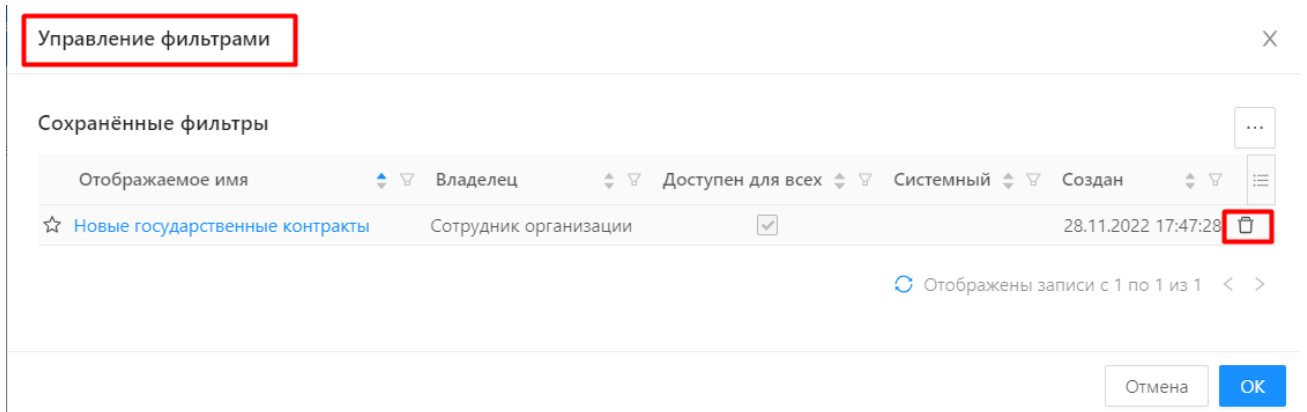 Управление фильтрами
Сохранённые фильтры
...
Отображаемое имя Владелец Доступен для всех Системный Создан
Новые государственные контракты Сотрудник организации 28.11.2022 17:47:28
Отображены записи с 1 по 1 из 1 < >
Отмена OK